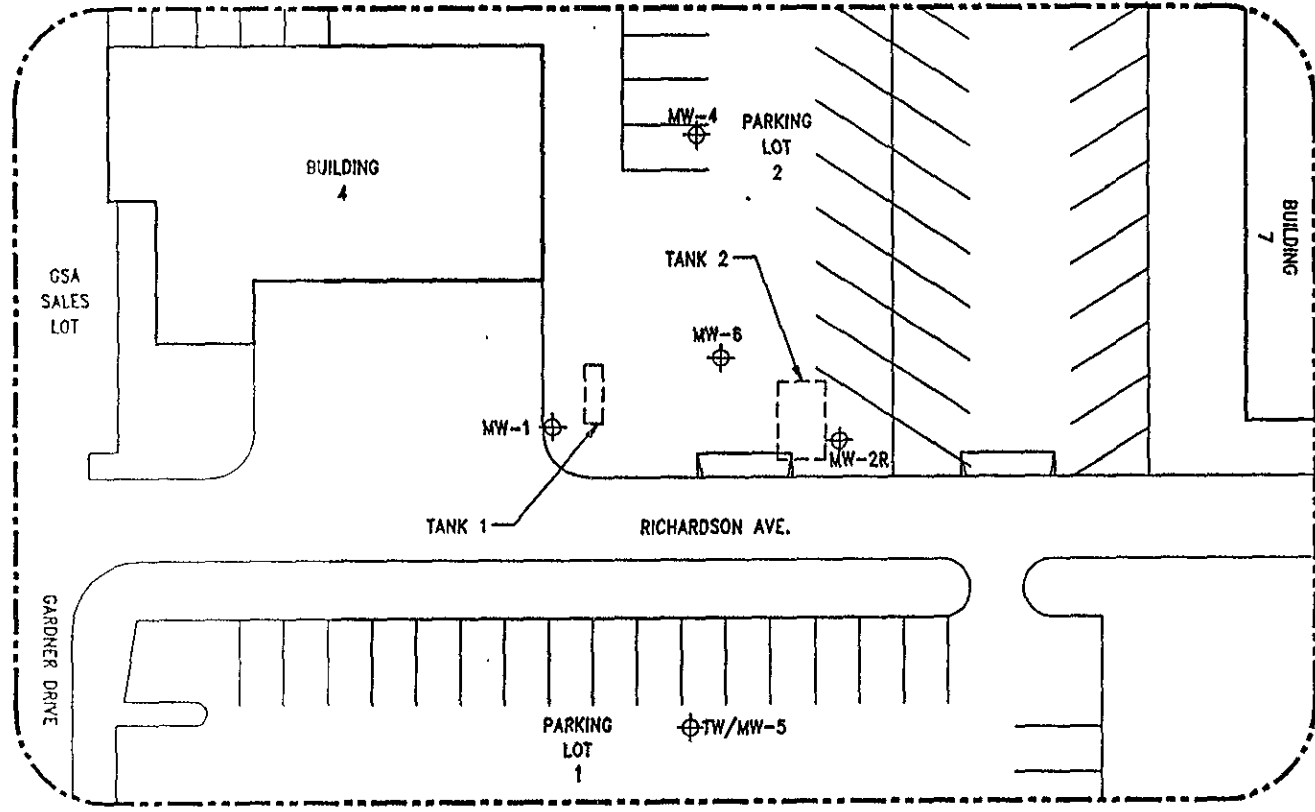 MW-4
PARKING
LOT
2
BUILDING
4
BUILDING
7
TANK 2
GSA
SALES
LOT
MW-6
MW-1
MW-2R
TANK 1
RICHARDSON AVE.
GARDNER DRIVE
PARKING
LOT
1
TW/MW-5